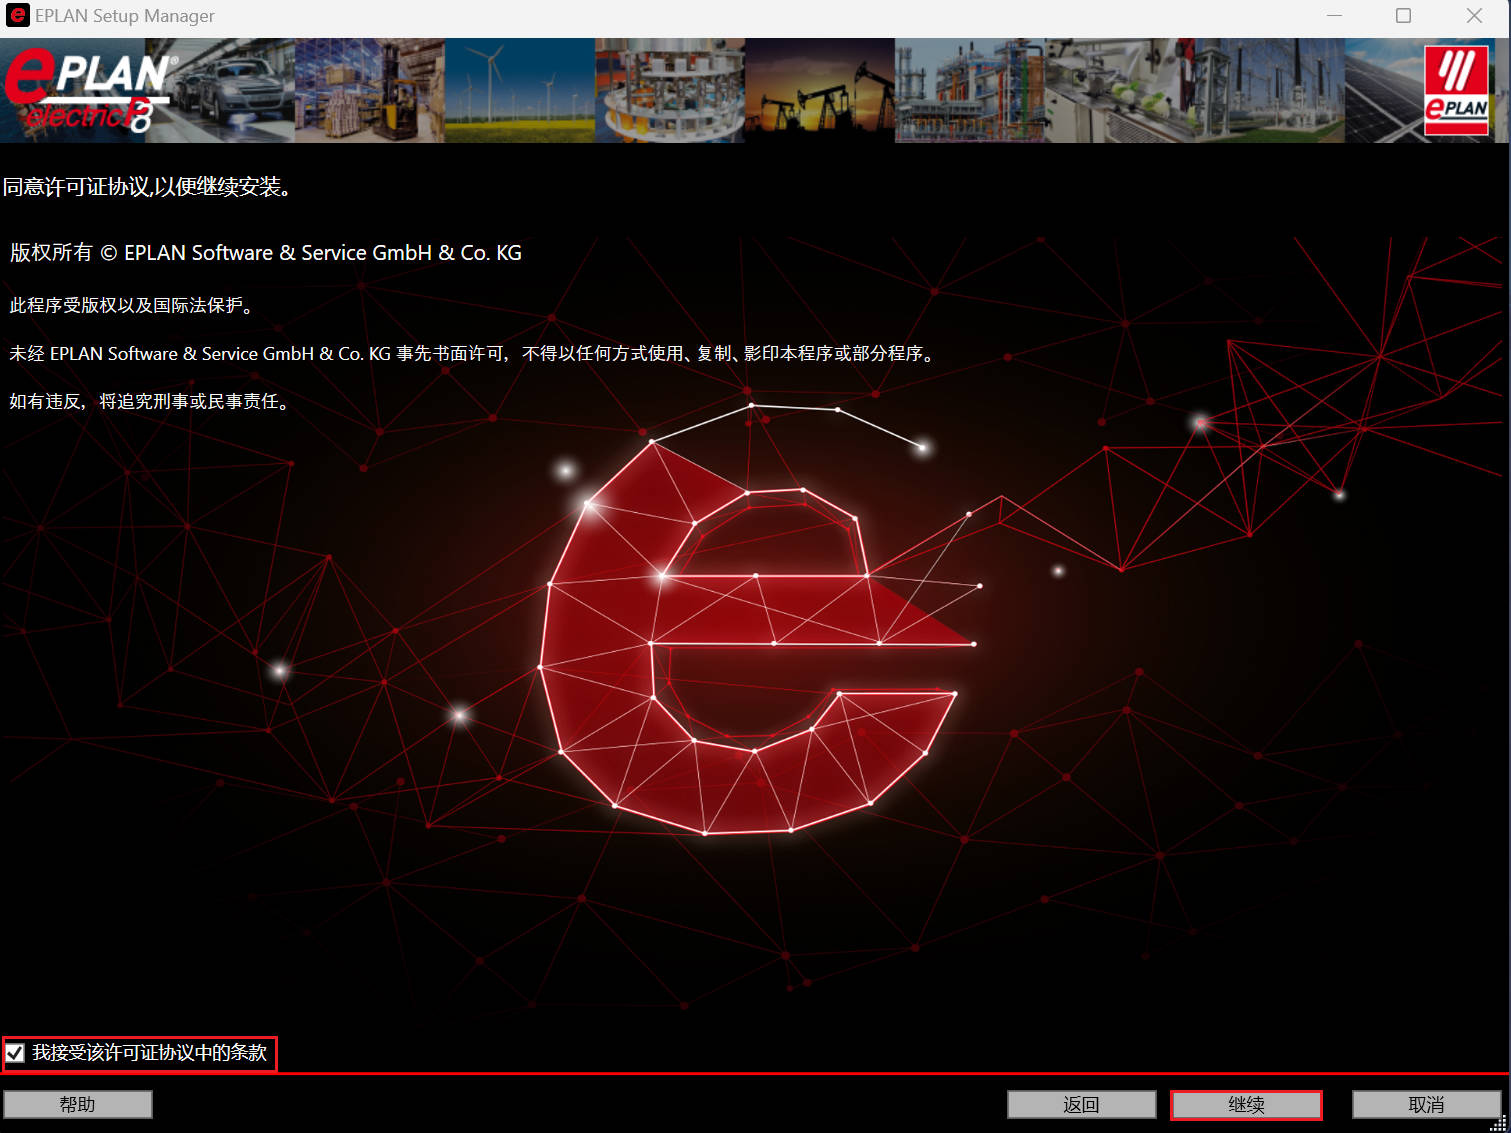 EPLAN Setup Manager
ePLAN®
electric P8
ePLAN
同意许可证协议,以便继续安装。
版权所有 © EPLAN Software & Service GmbH & Co. KG
此程序受版权以及国际法保护。
未经 EPLAN Software & Service GmbH & Co. KG 事先书面许可，不得以任何方式使用、复制、影印本程序或部分程序。
如有违反，将追究刑事或民事责任。
我接受该许可证协议中的条款
帮助
返回
继续
取消